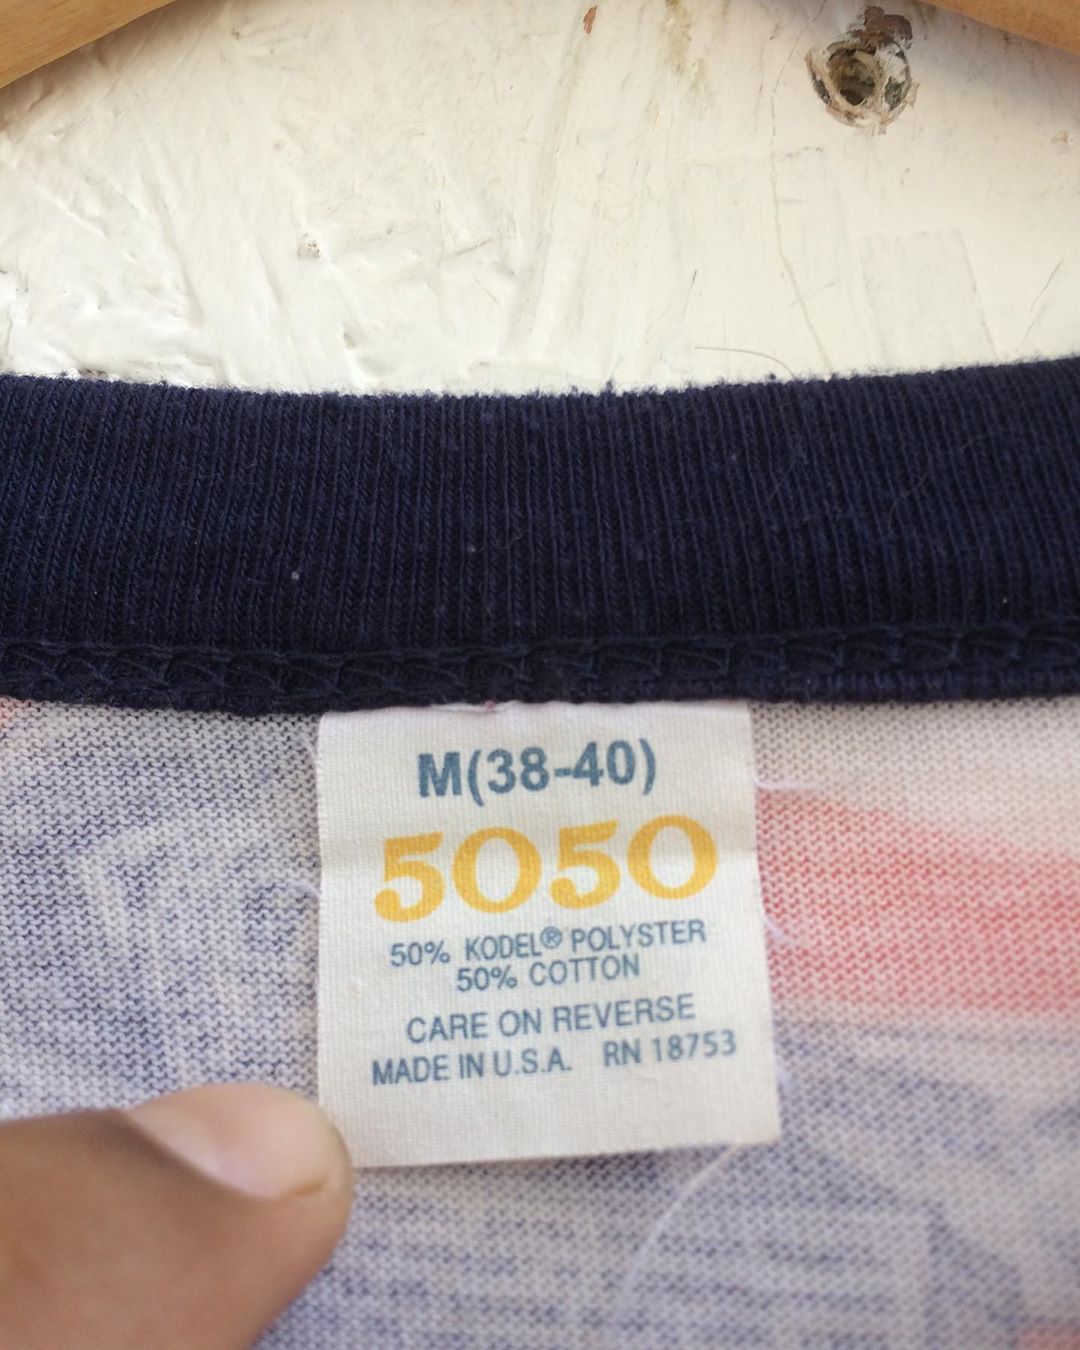 M(38-40)
5050
50% KODEL® POLYSTER
50% COTTON
CARE ON REVERSE
MADE IN U.S.A. RN 18753